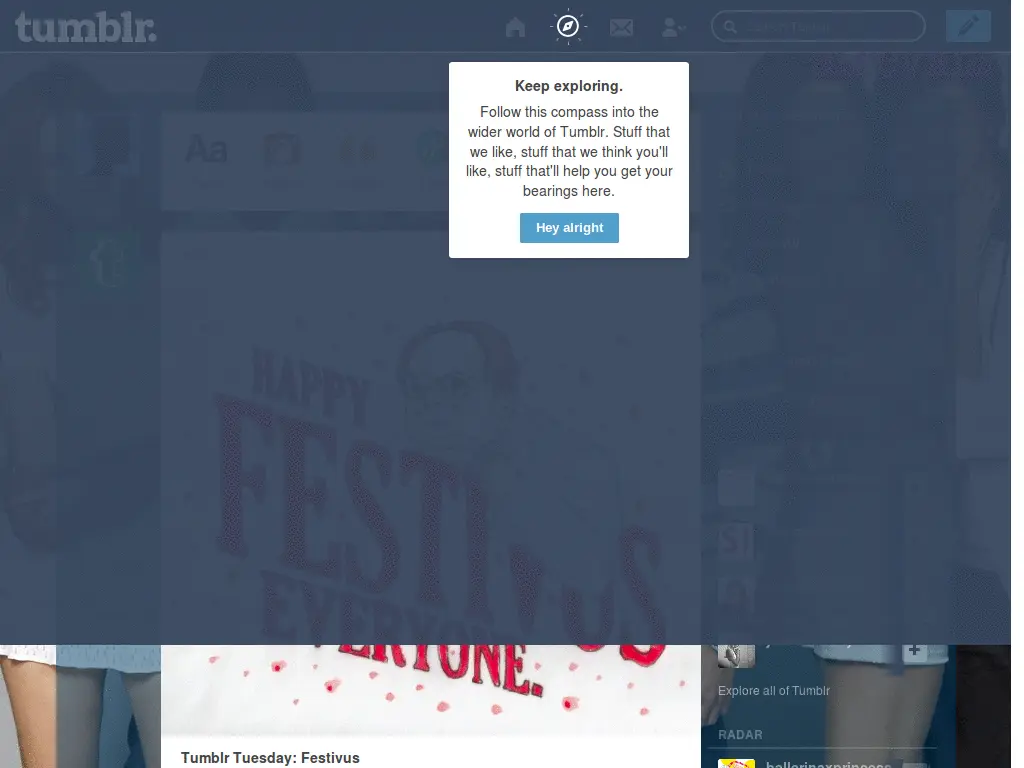 tumblr.
Keep exploring.
Follow this compass into the
wider world of Tumblr. Stuff that
we like, stuff that we think you'll
like, stuff that'll help you get your
bearings here.
Hey alright
Aa
HAPPY
FESTIVUS
EVERYONE.
Explore all of Tumblr
RADAR
Tumblr Tuesday: Festivus